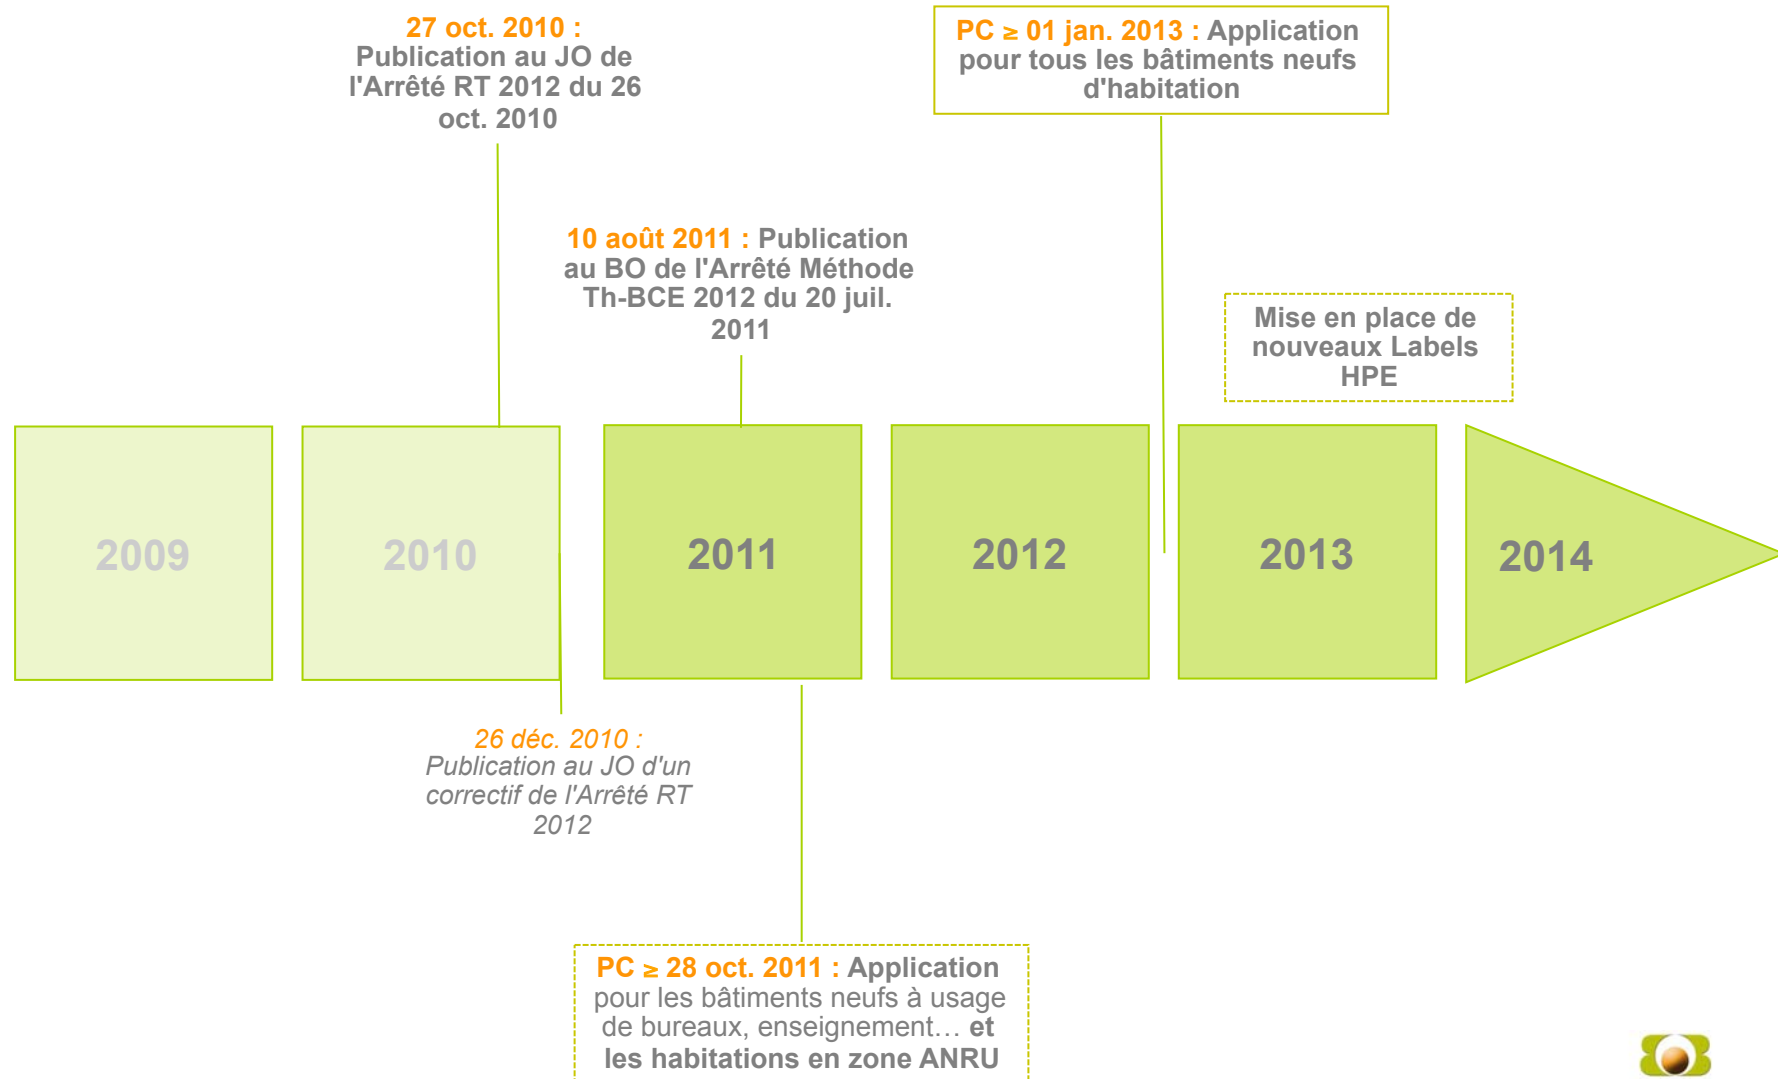 27 oct. 2010 :
Publication au JO de
l'Arrêté RT 2012 du 26
oct. 2010
PC ≥ 01 jan. 2013 : Application
pour tous les bâtiments neufs
d'habitation
10 août 2011 : Publication
au BO de l'Arrêté Méthode
Th-BCE 2012 du 20 juil.
2011
Mise en place de
nouveaux Labels
HPE
2009
2010
2011
2012
2013
2014
26 déc. 2010 :
Publication au JO d'un
correctif de l'Arrêté RT
2012
PC ≥ 28 oct. 2011 : Application
pour les bâtiments neufs à usage
de bureaux, enseignement… et
les habitations en zone ANRU